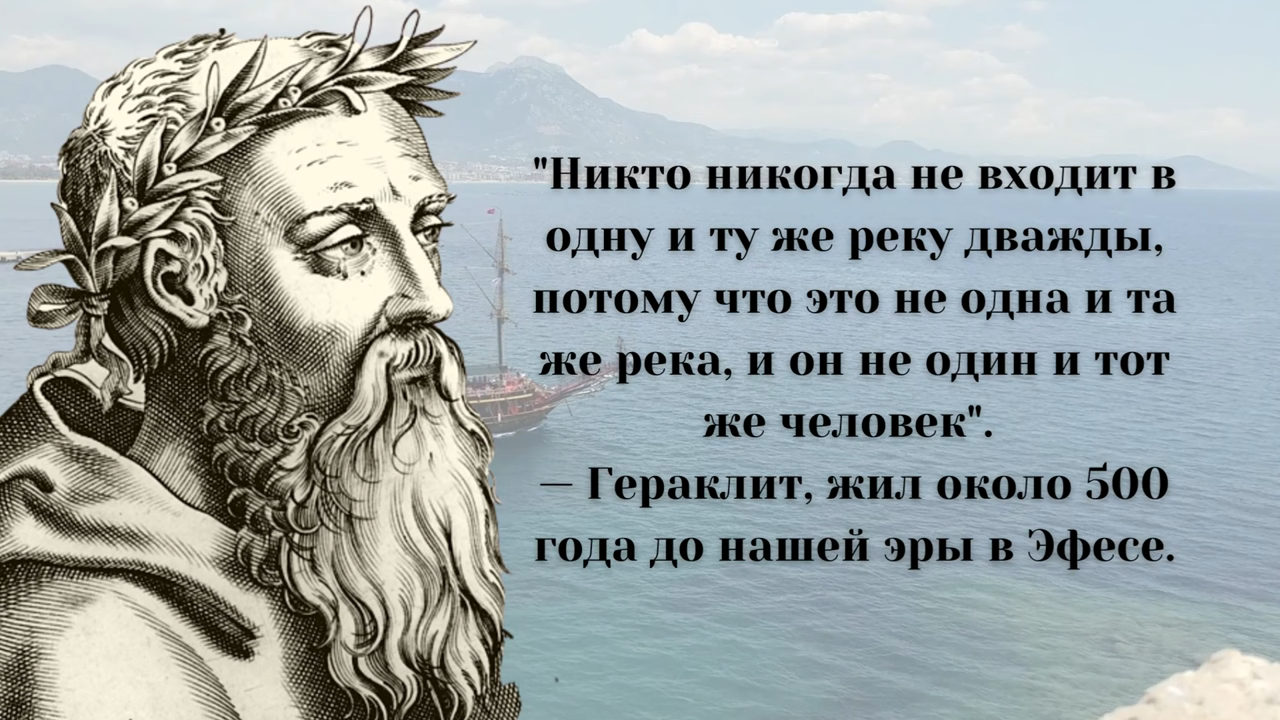 "Никто никогда не входит в
одну и ту же реку дважды,
потому что это не одна и та
же река, и он не один и тот
же человек".
— Гераклит, жил около 500
года до нашей эры в Эфесе.